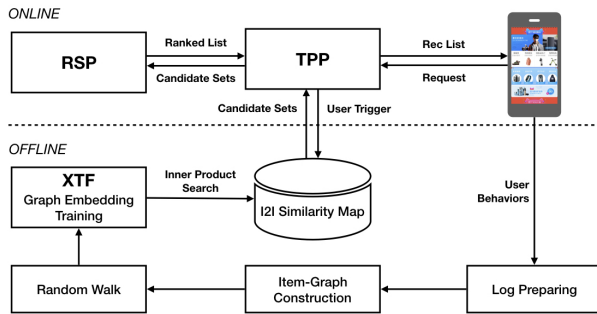 ONLINE
RSP
Ranked List
Candidate Sets
TPP
Rec List
Request
Candidate Sets
User Trigger
OFFLINE
XTF
Graph Embedding
Training
Inner Product
Search
I2I Similarity Map
User
Behaviors
Random Walk
Item-Graph
Construction
Log Preparing